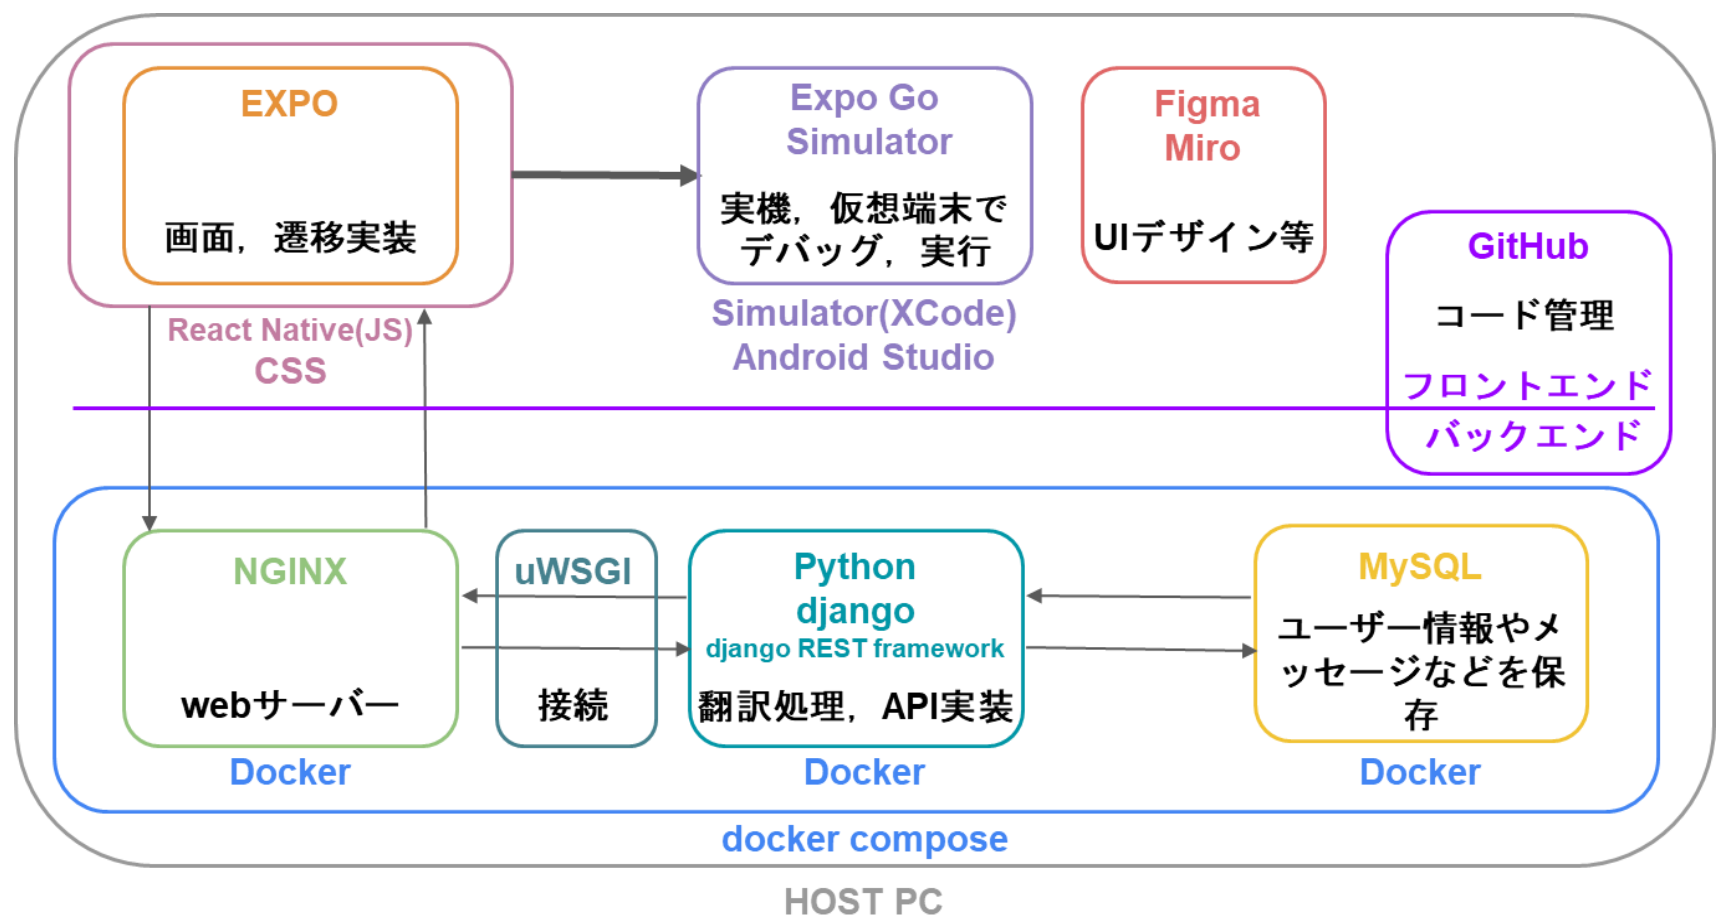 EXPO
画面，遷移実装
React Native(JS)
CSS
Expo Go
Simulator
実機，仮想端末で
デバッグ，実行
Simulator(XCode)
Android Studio
Figma
Miro
UIデザイン等
GitHub
コード管理
フロントエンド
バックエンド
NGINX
webサーバー
Docker
uWSGI
接続
Python
django
django REST framework
翻訳処理，API実装
Docker
MySQL
ユーザー情報やメ
ッセージなどを保
存
Docker
docker compose
HOST PC